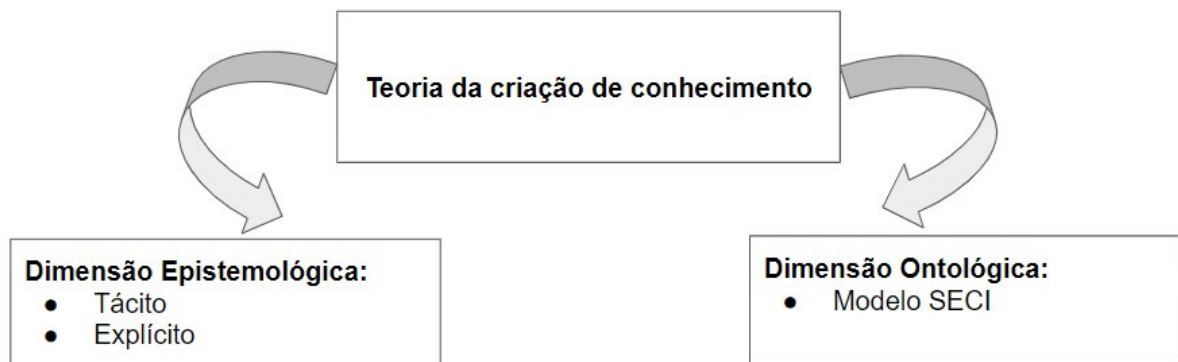 Teoria da criação de conhecimento
Dimensão Epistemológica:
● Tácito
● Explícito
Dimensão Ontológica:
● Modelo SECI